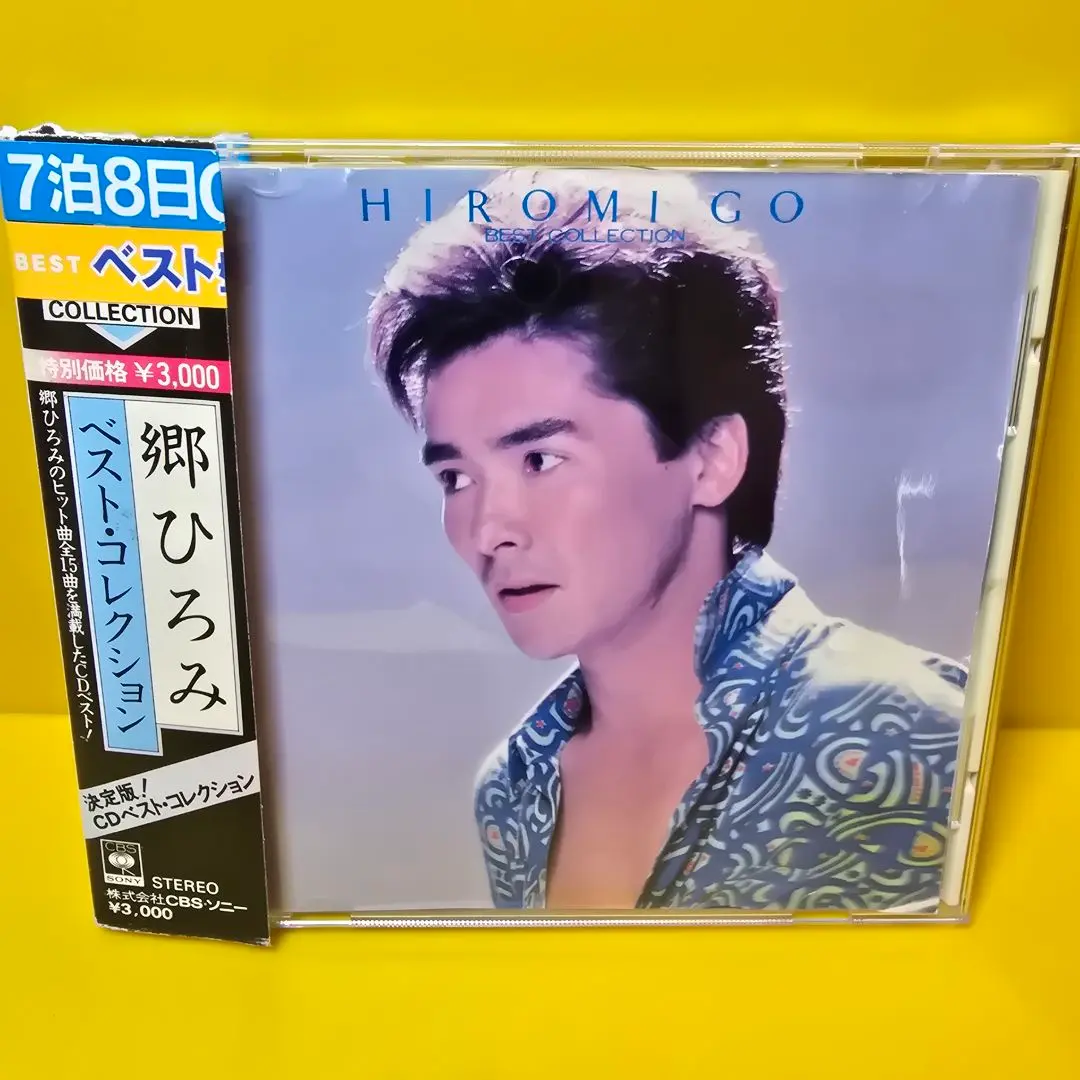 7泊8日
BEST ベスト
COLLECTION
特別価格 ¥3,000
郷ひろみ
ベスト・コレクション
郷ひろみのヒット曲全15曲を満載したCDベスト!
決定版!
CDベスト・コレクション
CBS
SONY
STEREO
株式会社CBS・ソニー
¥3,000
HIROMI GO
BEST COLLECTION